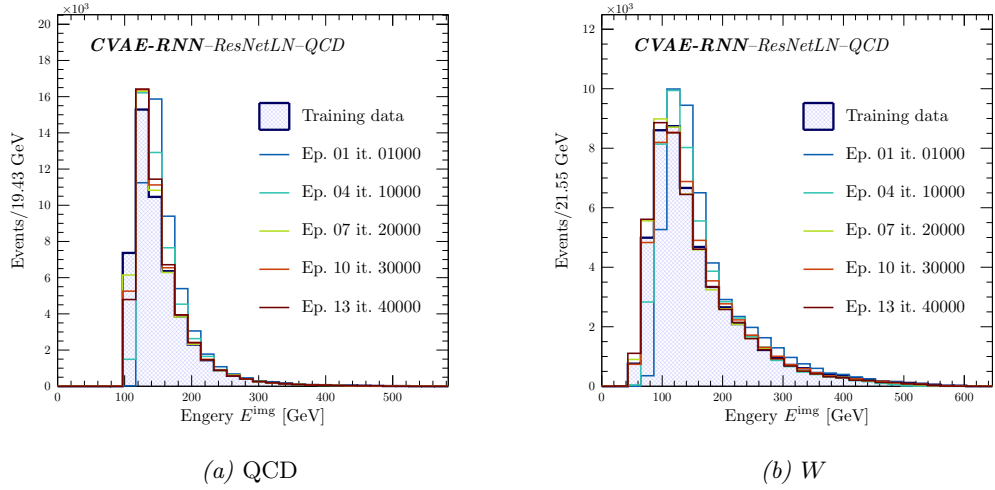 ×10³
20
18
16
14
12
10
8
6
4
2
0
Events/19.43 GeV
CVAE-RNN–ResNetLN–QCD
Training data
Ep. 01 it. 01000
Ep. 04 it. 10000
Ep. 07 it. 20000
Ep. 10 it. 30000
Ep. 13 it. 40000
0 100 200 300 400 500
Engery E^img [GeV]
(a) QCD
×10³
12
10
8
6
4
2
0
Events/21.55 GeV
CVAE-RNN–ResNetLN–QCD
Training data
Ep. 01 it. 01000
Ep. 04 it. 10000
Ep. 07 it. 20000
Ep. 10 it. 30000
Ep. 13 it. 40000
0 100 200 300 400 500 600
Engery E^img [GeV]
(b) W